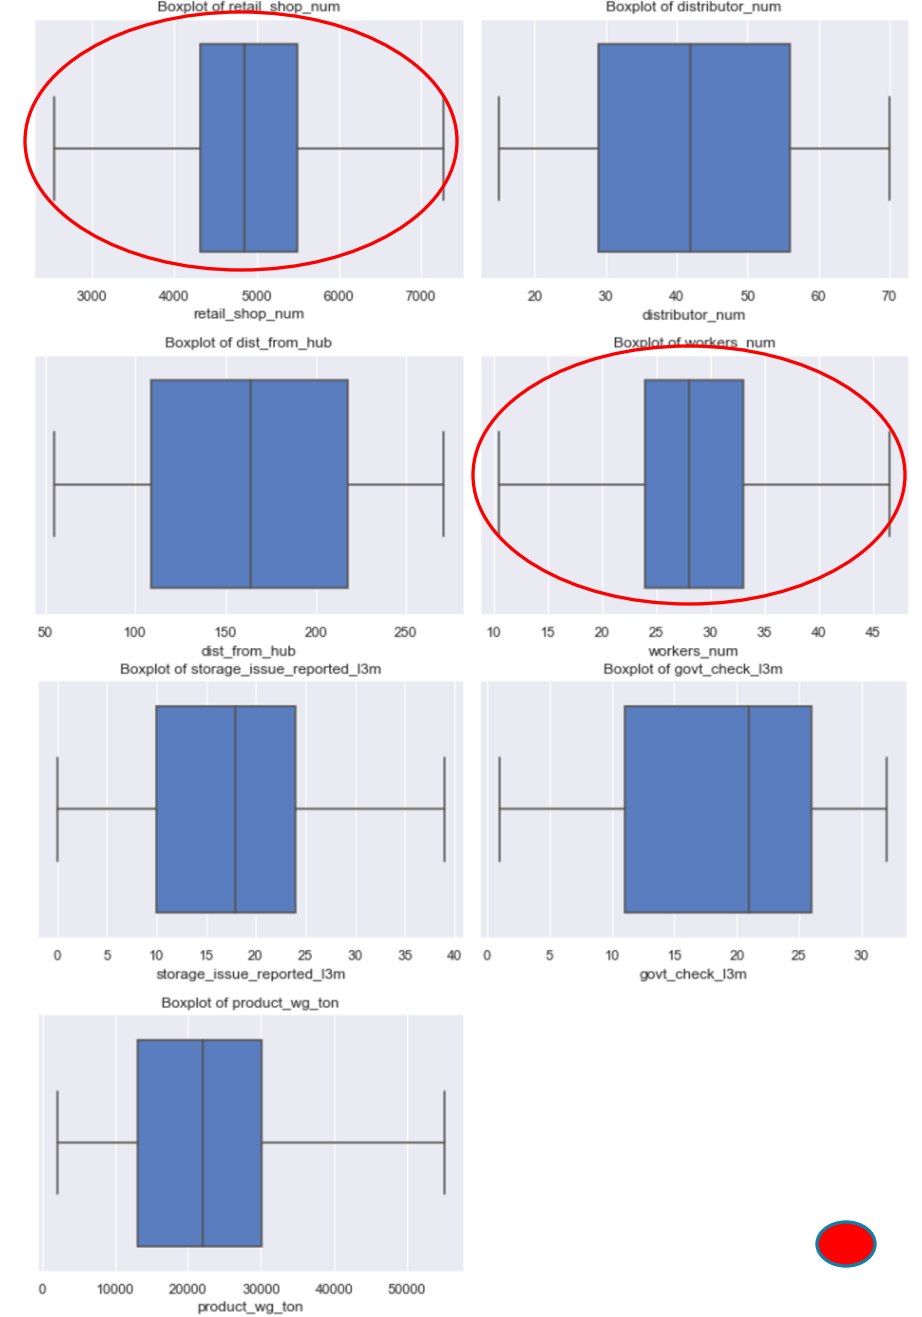 Boxplot of retail_shop_num
3000 4000 5000 6000 7000
retail_shop_num
Boxplot of distributor_num
20 30 40 50 60 70
distributor_num
Boxplot of dist_from_hub
50 100 150 200 250
dist_from_hub
Boxplot of workers_num
10 15 20 25 30 35 40 45
workers_num
Boxplot of storage_issue_reported_l3m
0 5 10 15 20 25 30 35 40
storage_issue_reported_l3m
Boxplot of govt_check_l3m
0 5 10 15 20 25 30
govt_check_l3m
Boxplot of product_wg_ton
0 10000 20000 30000 40000 50000
product_wg_ton